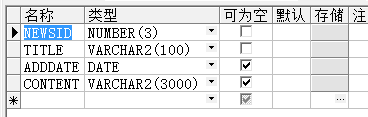 名称 类型 可为空 默认 存储 注
NEWSID NUMBER(3)
TITLE VARCHAR2(100)
ADDDATE DATE
CONTENT VARCHAR2(3000)
* ...